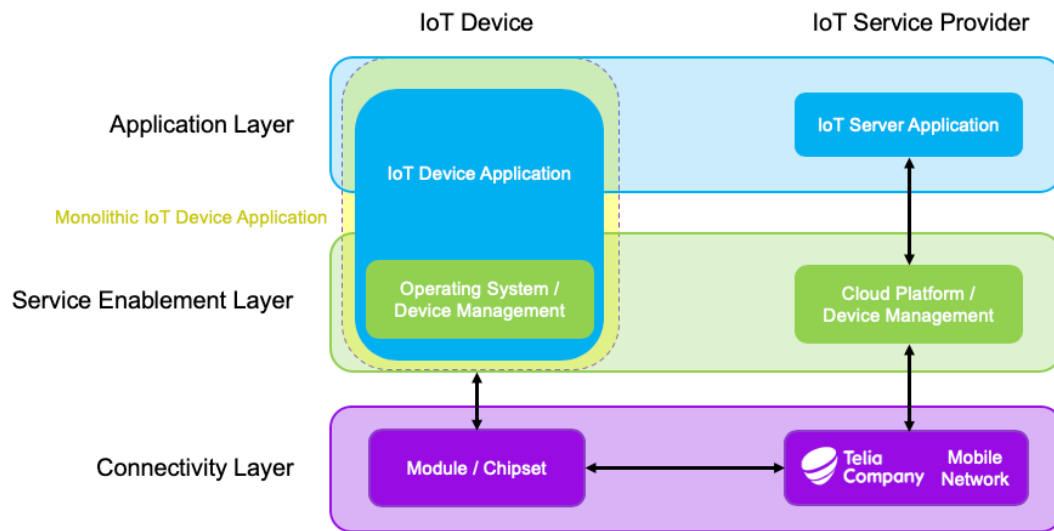 IoT Device
IoT Service Provider
Application Layer
IoT Device Application
IoT Server Application
Monolithic IoT Device Application
Service Enablement Layer
Operating System /
Device Management
Cloud Platform /
Device Management
Connectivity Layer
Module / Chipset
Telia
Company
Mobile
Network